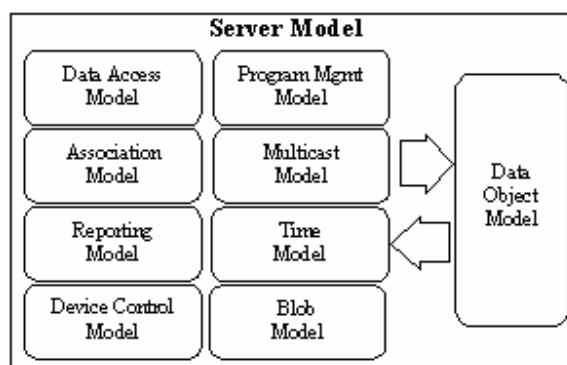 Server Model
Data Access
Model
Program Mgmt
Model
Association
Model
Multicast
Model
Reporting
Model
Time
Model
Device Control
Model
Blob
Model
Data
Object
Model